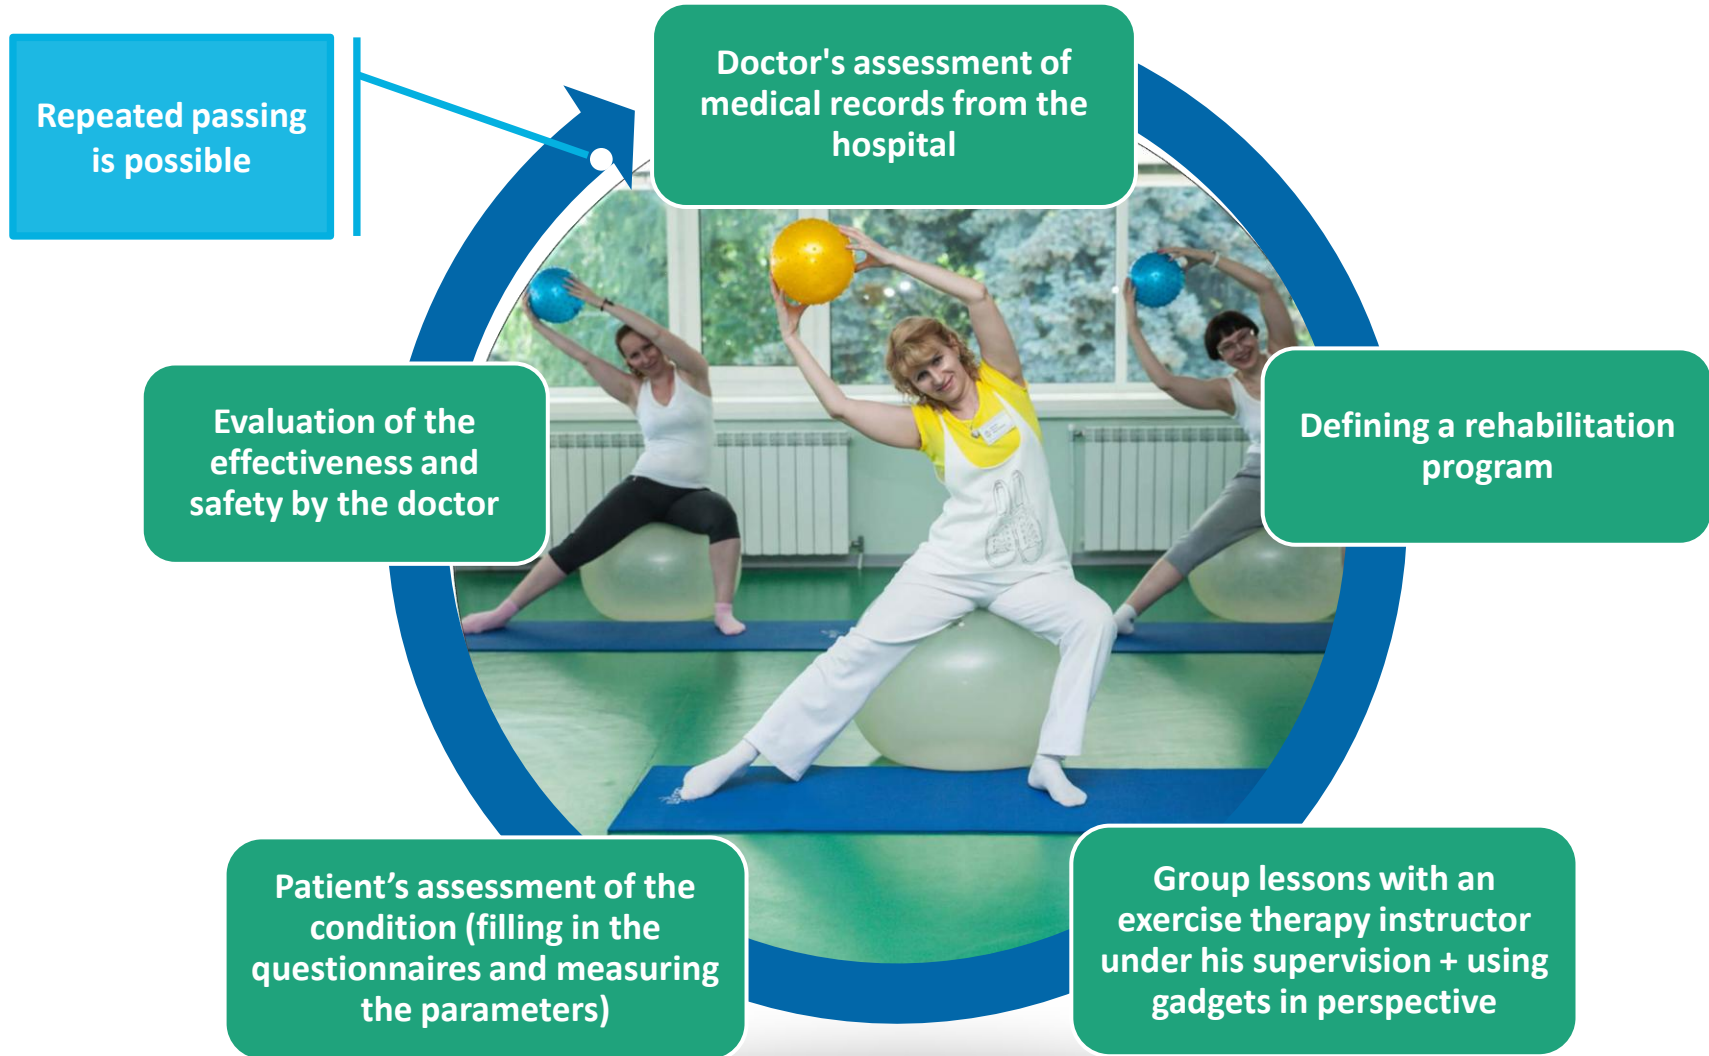 Repeated passing
is possible
Doctor's assessment of
medical records from the
hospital
Defining a rehabilitation
program
Group lessons with an
exercise therapy instructor
under his supervision + using
gadgets in perspective
Patient’s assessment of the
condition (filling in the
questionnaires and measuring
the parameters)
Evaluation of the
effectiveness and
safety by the doctor